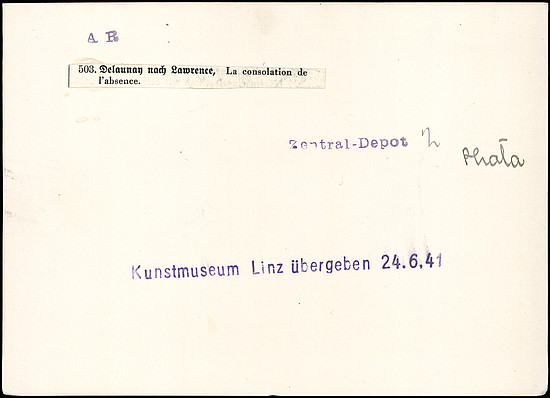 A R
503. Delaunay nach Lawrence, La consolation de
l'absence.
Zentral-Depot
Kunstmuseum Linz übergeben 24.6.41